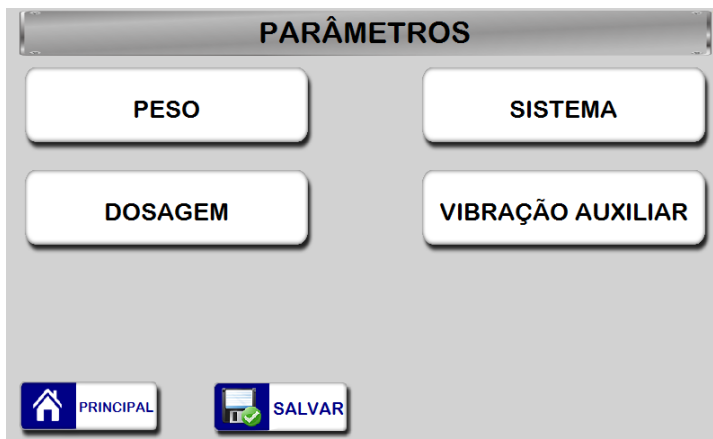 PARÂMETROS
PESO
SISTEMA
DOSAGEM
VIBRAÇÃO AUXILIAR
PRINCIPAL
SALVAR